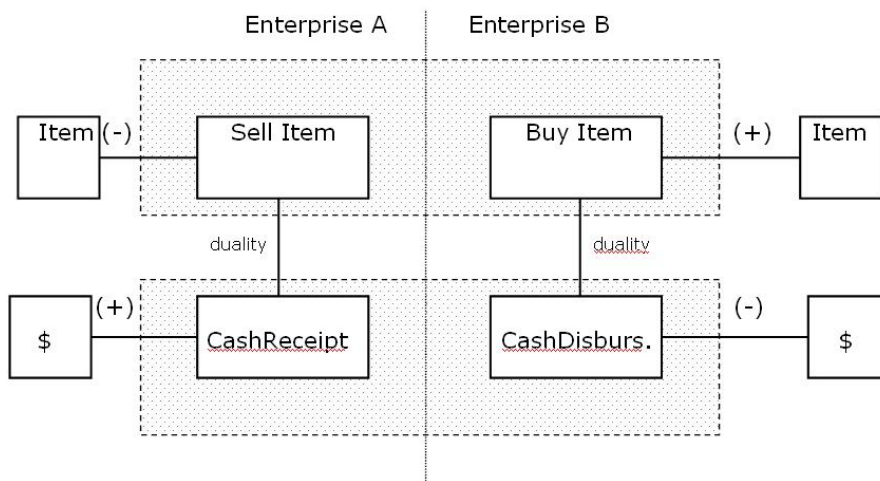 Enterprise A
Enterprise B
Item
(-)
Sell Item
Buy Item
(+)
Item
duality
duality
$
(+)
CashReceipt
CashDisburs.
(-)
$